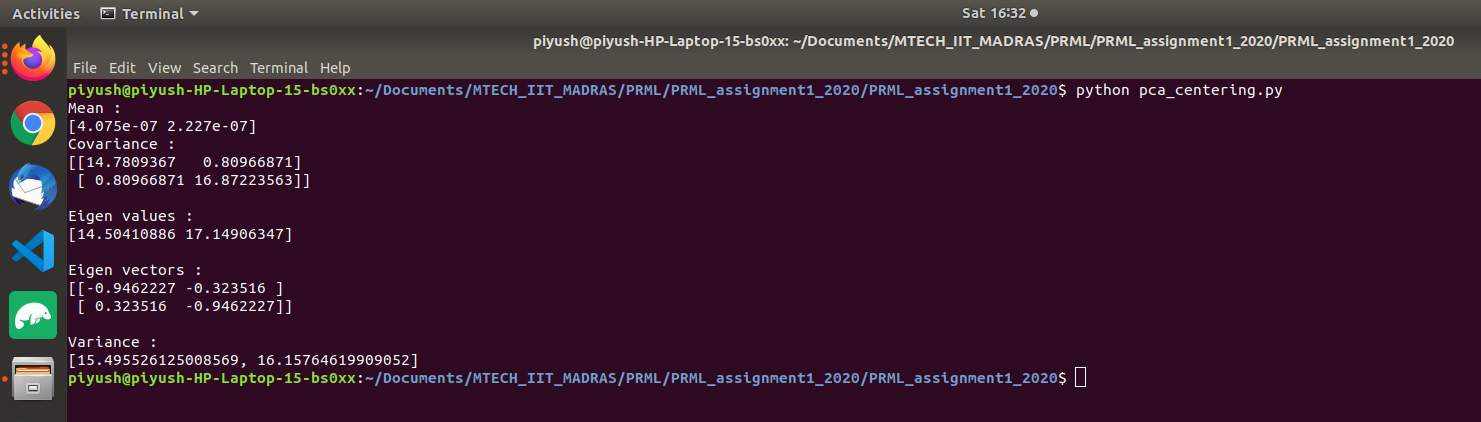 Activities Terminal Sat 16:32
piyush@piyush-HP-Laptop-15-bs0xx: ~/Documents/MTECH_IIT_MADRAS/PRML/PRML_assignment1_2020/PRML_assignment1_2020
File Edit View Search Terminal Help
piyush@piyush-HP-Laptop-15-bs0xx:~/Documents/MTECH_IIT_MADRAS/PRML/PRML_assignment1_2020/PRML_assignment1_2020$ python pca_centering.py
Mean :
[4.075e-07 2.227e-07]
Covariance :
[[14.7809367   0.80966871]
 [ 0.80966871 16.87223563]]
Eigen values :
[14.50410886 17.14906347]
Eigen vectors :
[[-0.9462227 -0.323516 ]
 [ 0.323516  -0.9462227]]
Variance :
[15.495526125008569, 16.15764619909052]
piyush@piyush-HP-Laptop-15-bs0xx:~/Documents/MTECH_IIT_MADRAS/PRML/PRML_assignment1_2020/PRML_assignment1_2020$